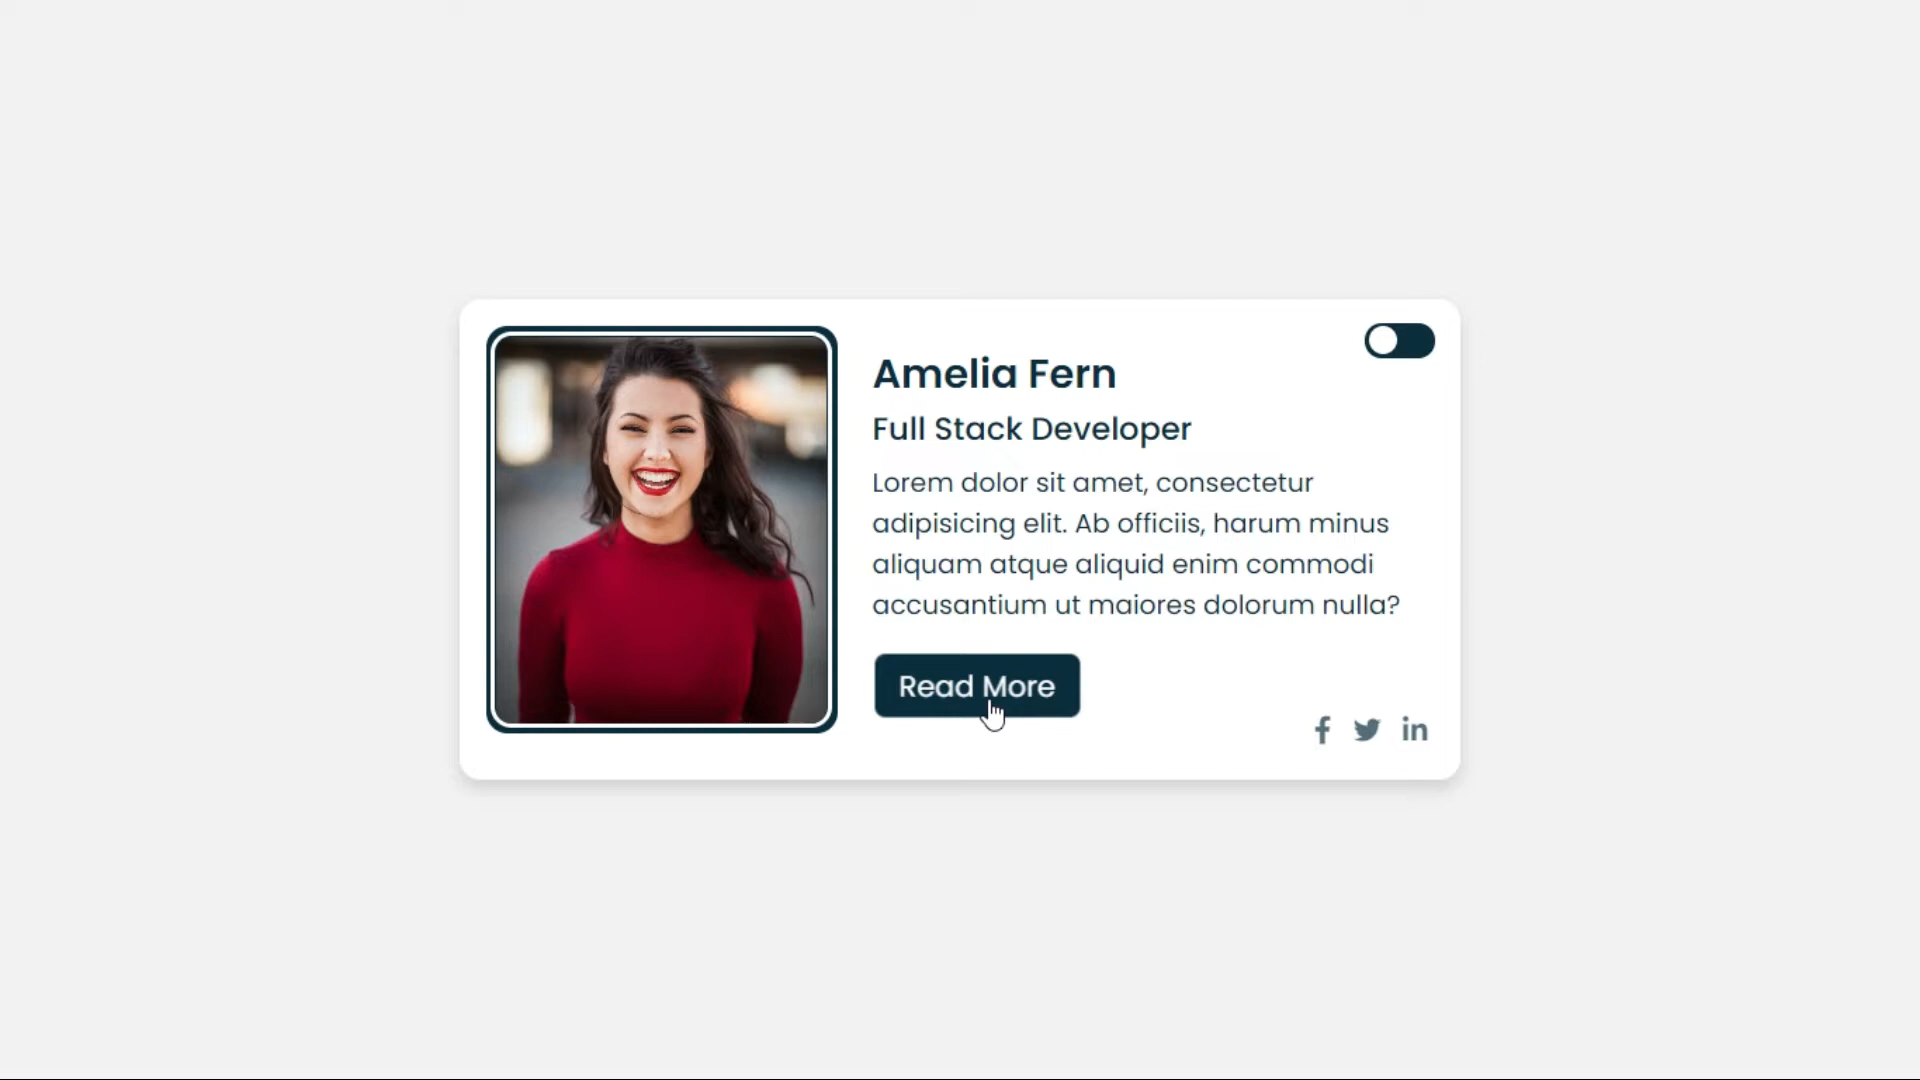 Amelia Fern
Full Stack Developer
Lorem dolor sit amet, consectetur
adipisicing elit. Ab officiis, harum minus
aliquam atque aliquid enim commodi
accusantium ut maiores dolorum nulla?
Read More